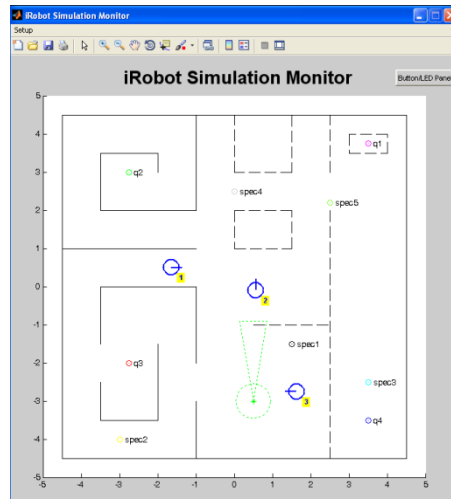 iRobot Simulation Monitor
Setup
iRobot Simulation Monitor
Button/LED Pane
5
4
3
2
1
0
-1
-2
-3
-4
-5
q1
q2
spec4
spec5
1
2
spec1
q3
spec3
3
q4
spec2
-5 -4 -3 -2 -1 0 1 2 3 4 5